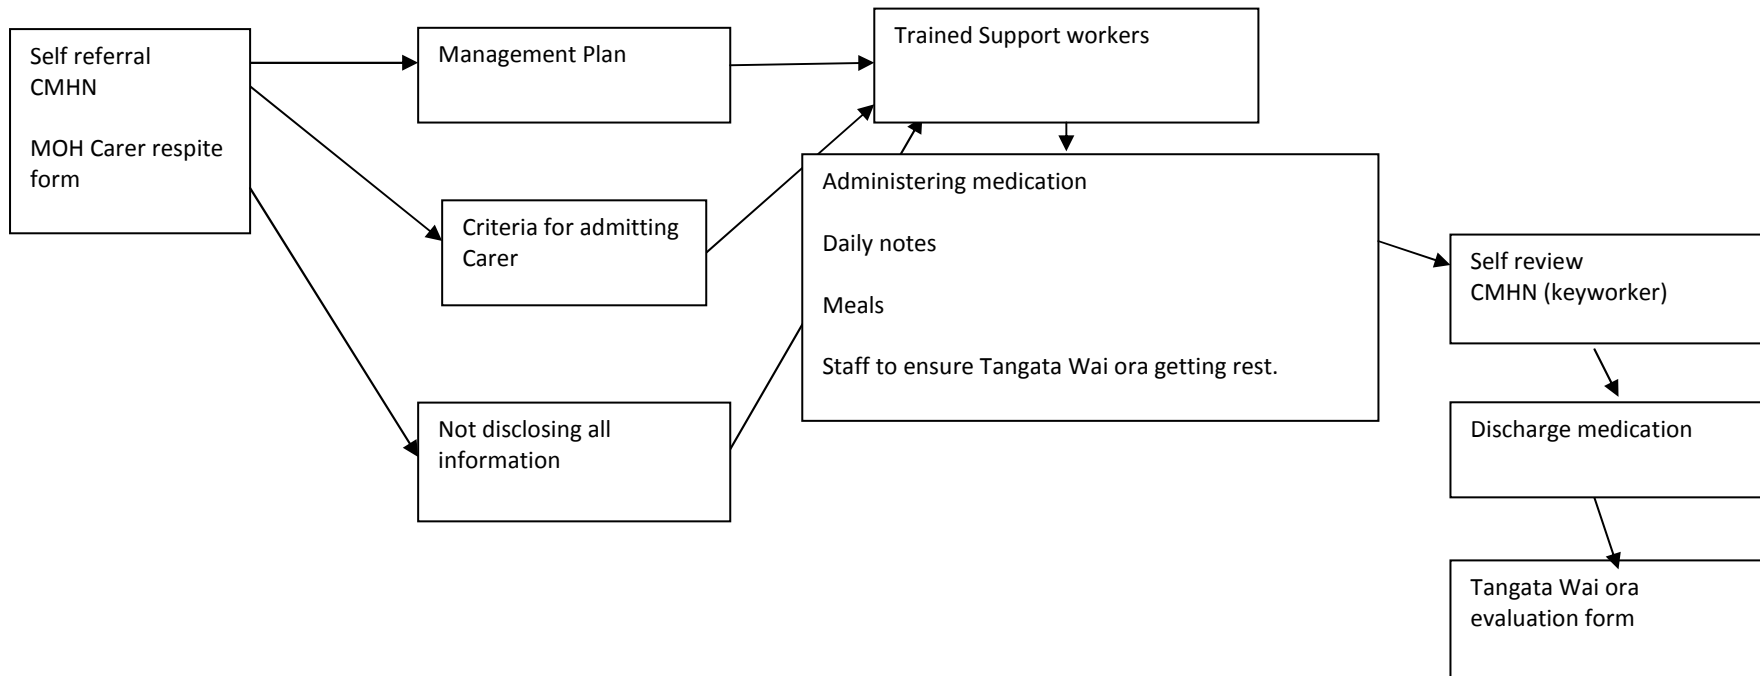 Self referral
CMHN
MOH Carer respite
form
Management Plan
Criteria for admitting
Carer
Not disclosing all
information
Trained Support workers
Administering medication
Daily notes
Meals
Staff to ensure Tangata Wai ora getting rest.
Self review
CMHN (keyworker)
Discharge medication
Tangata Wai ora
evaluation form